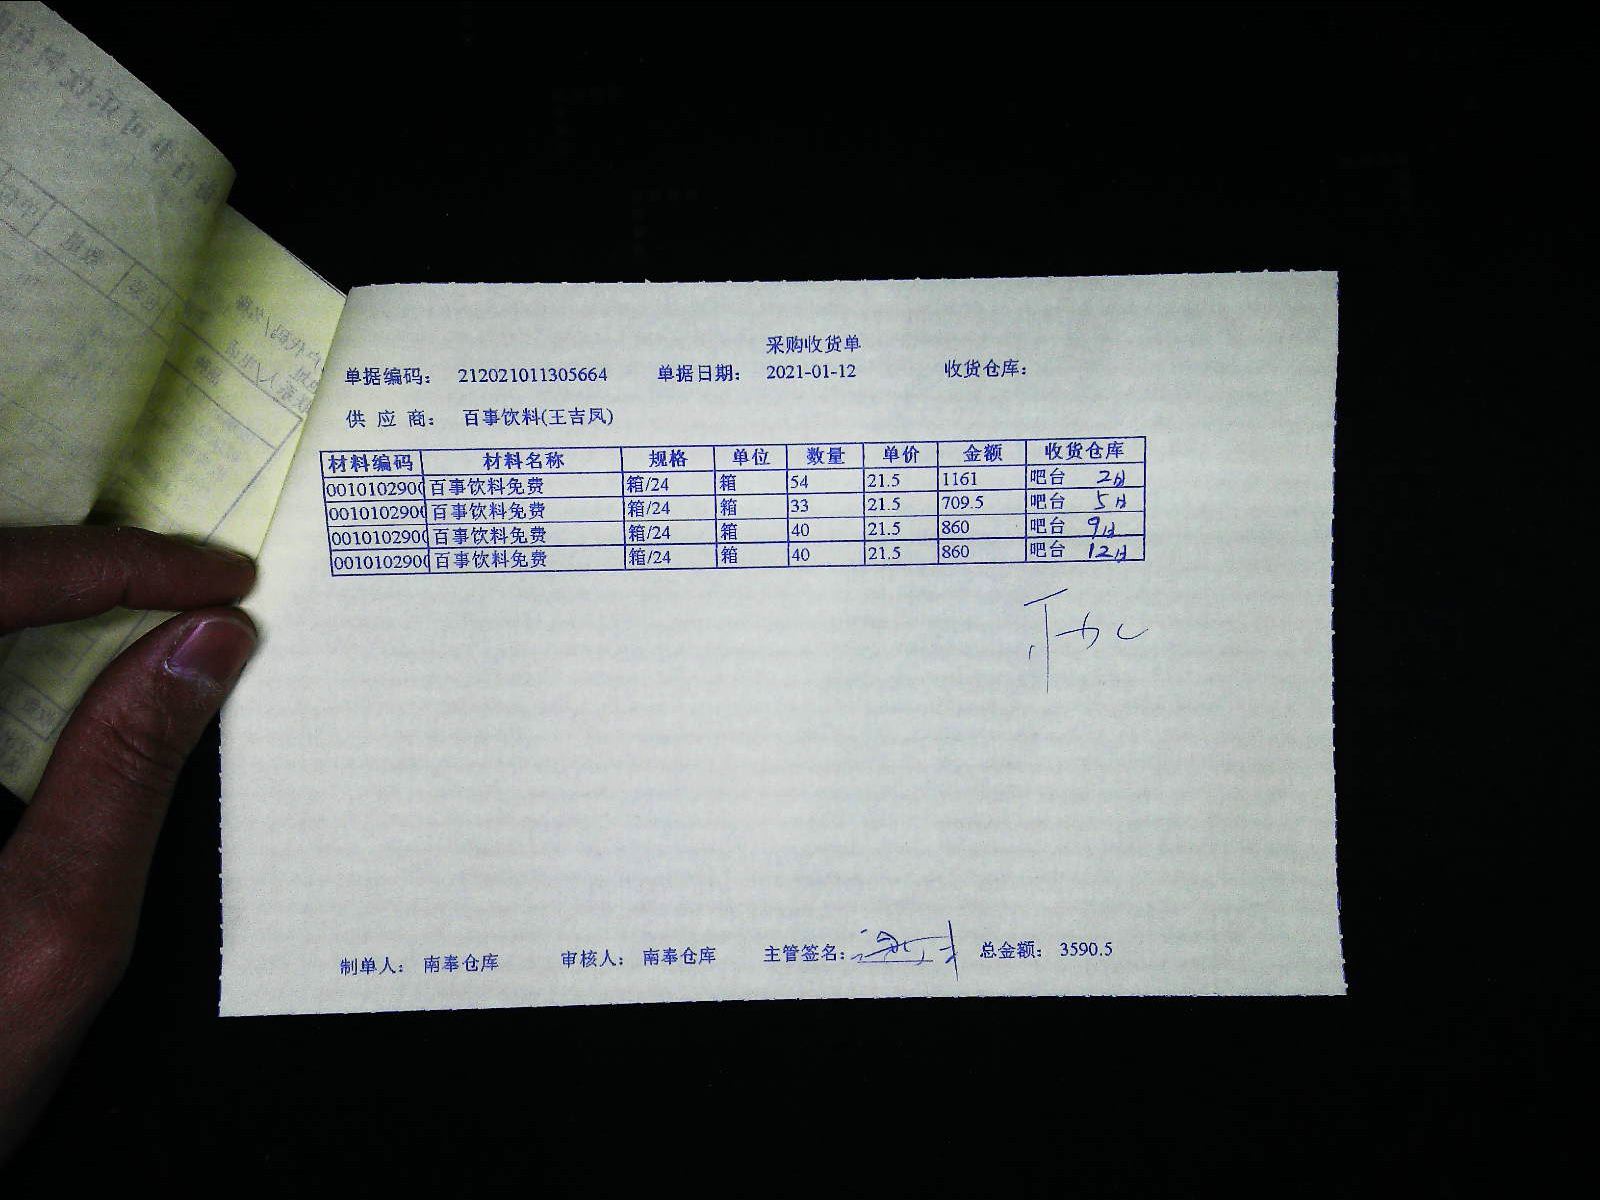 采购收货单
单据编码： 212021011305664 单据日期： 2021-01-12 收货仓库：
供 应 商： 百事饮料(王吉凤)
材料编码 材料名称 规格 单位 数量 单价 金额 收货仓库
0010102900 百事饮料免费 箱/24 箱 54 21.5 1161 吧台 2日
0010102900 百事饮料免费 箱/24 箱 33 21.5 709.5 吧台 5日
0010102900 百事饮料免费 箱/24 箱 40 21.5 860 吧台 9日
0010102900 百事饮料免费 箱/24 箱 40 21.5 860 吧台 12日
制单人： 南奉仓库 审核人： 南奉仓库 主管签名： 总金额： 3590.5